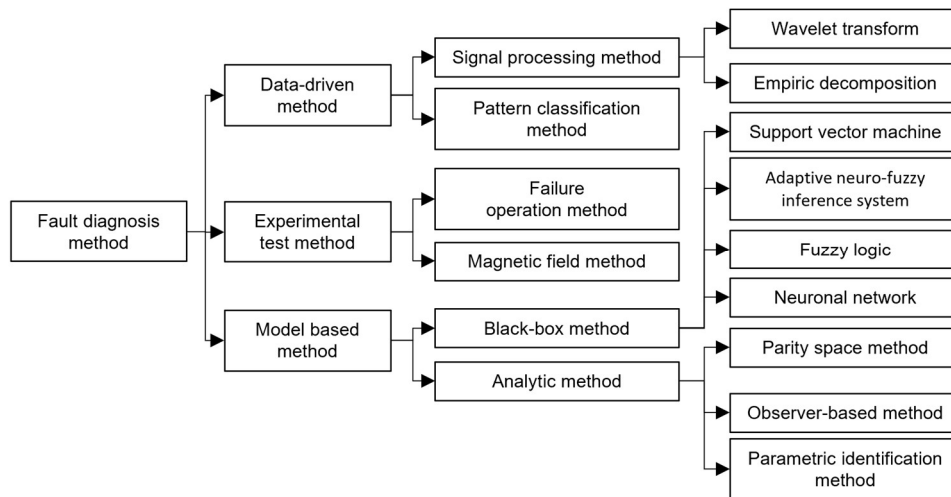 Fault diagnosis
method
Data-driven
method
Experimental
test method
Model based
method
Signal processing method
Pattern classification
method
Failure
operation method
Magnetic field method
Black-box method
Analytic method
Wavelet transform
Empiric decomposition
Support vector machine
Adaptive neuro-fuzzy
inference system
Fuzzy logic
Neuronal network
Parity space method
Observer-based method
Parametric identification
method